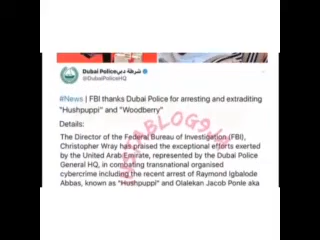 Dubai Police شرطة دبي
@DubaiPoliceHQ
#News | FBI thanks Dubai Police for arresting and extraditing
"Hushpuppi" and "Woodberry"
Details:
The Director of the Federal Bureau of Investigation (FBI),
Christopher Wray has praised the exceptional efforts exerted
by the United Arab Emirate, represented by the Dubai Police
General HQ, in combating transnational organised
cybercrime including the recent arrest of Raymond Igbalode
Abbas, known as "Hushpuppi" and Olalekan Jacob Ponle aka